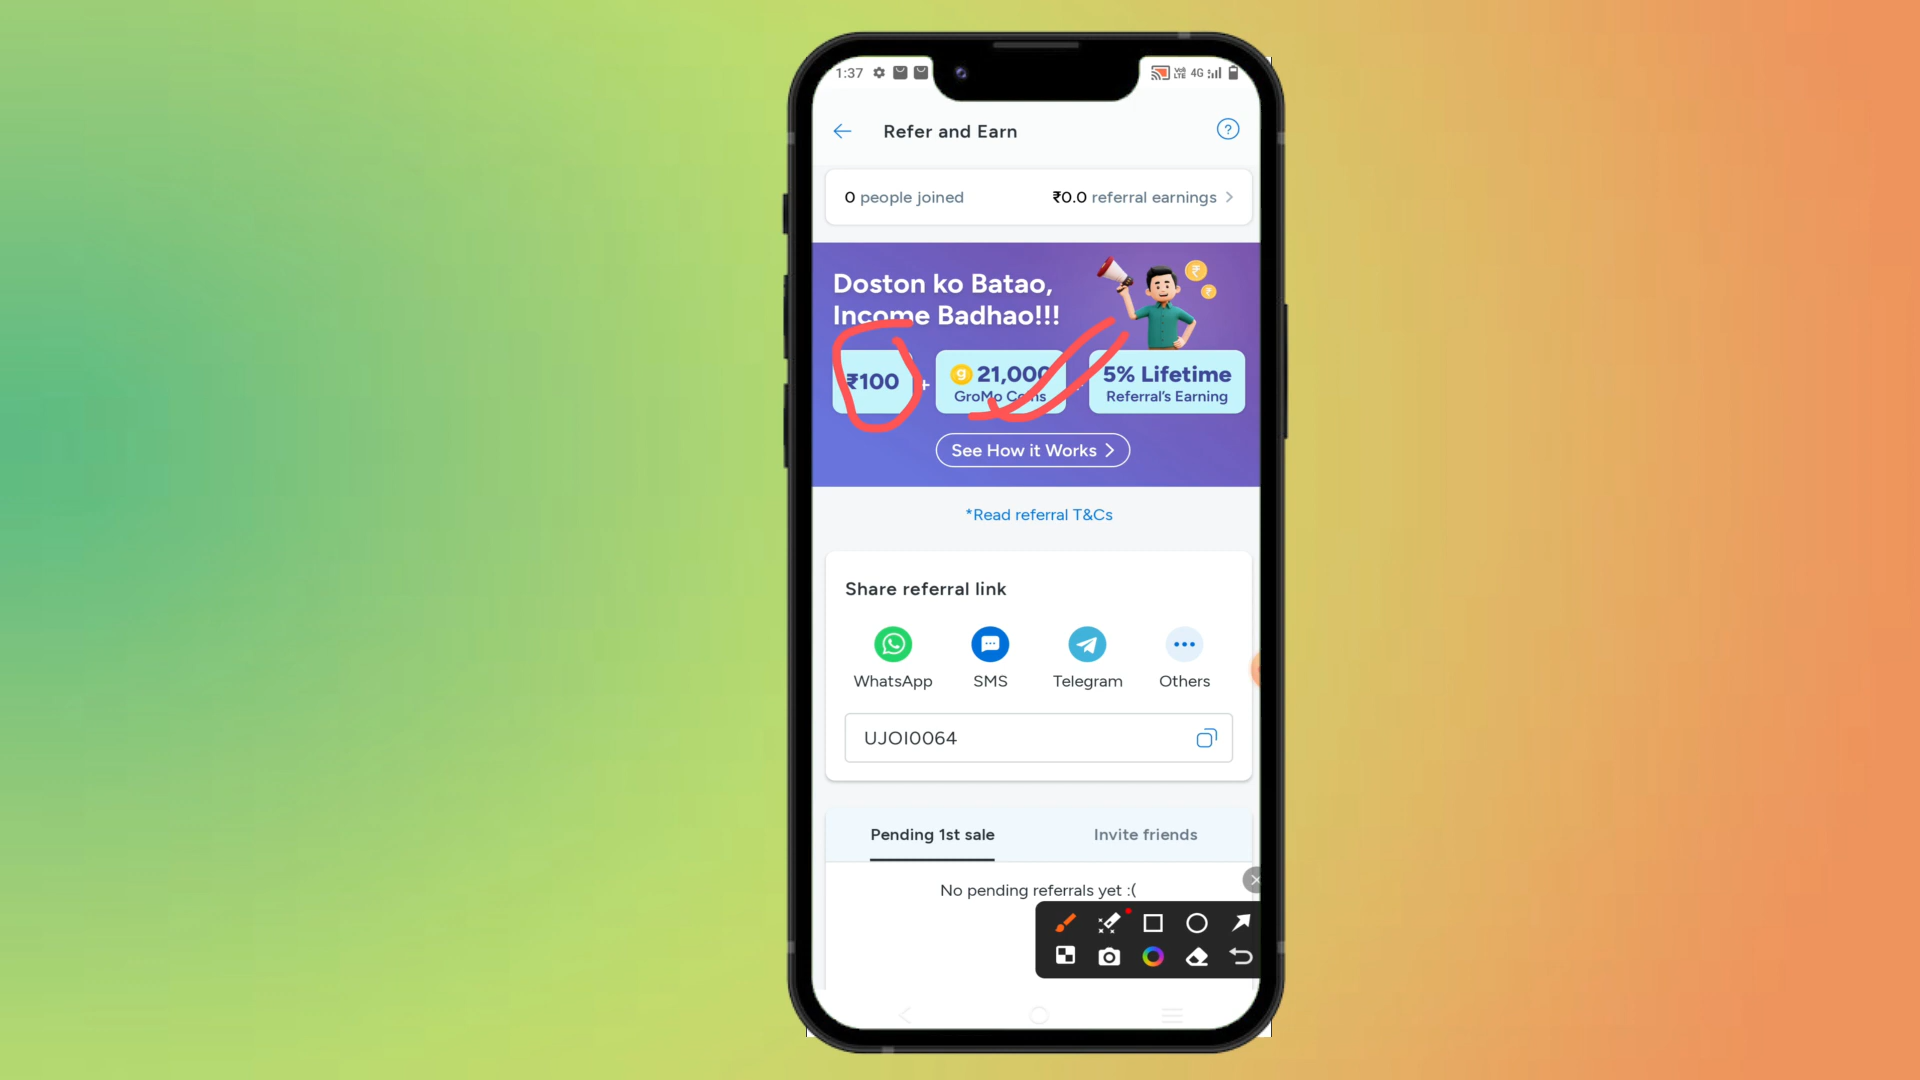 1:37
4G
Refer and Earn
0 people joined
₹0.0 referral earnings
Doston ko Batao,
Income Badhao!!!
₹100 + 21,000 GroMo Coins
5% Lifetime Referral's Earning
See How it Works
*Read referral T&Cs
Share referral link
WhatsApp SMS Telegram Others
UJOI0064
Pending 1st sale Invite friends
No pending referrals yet :(